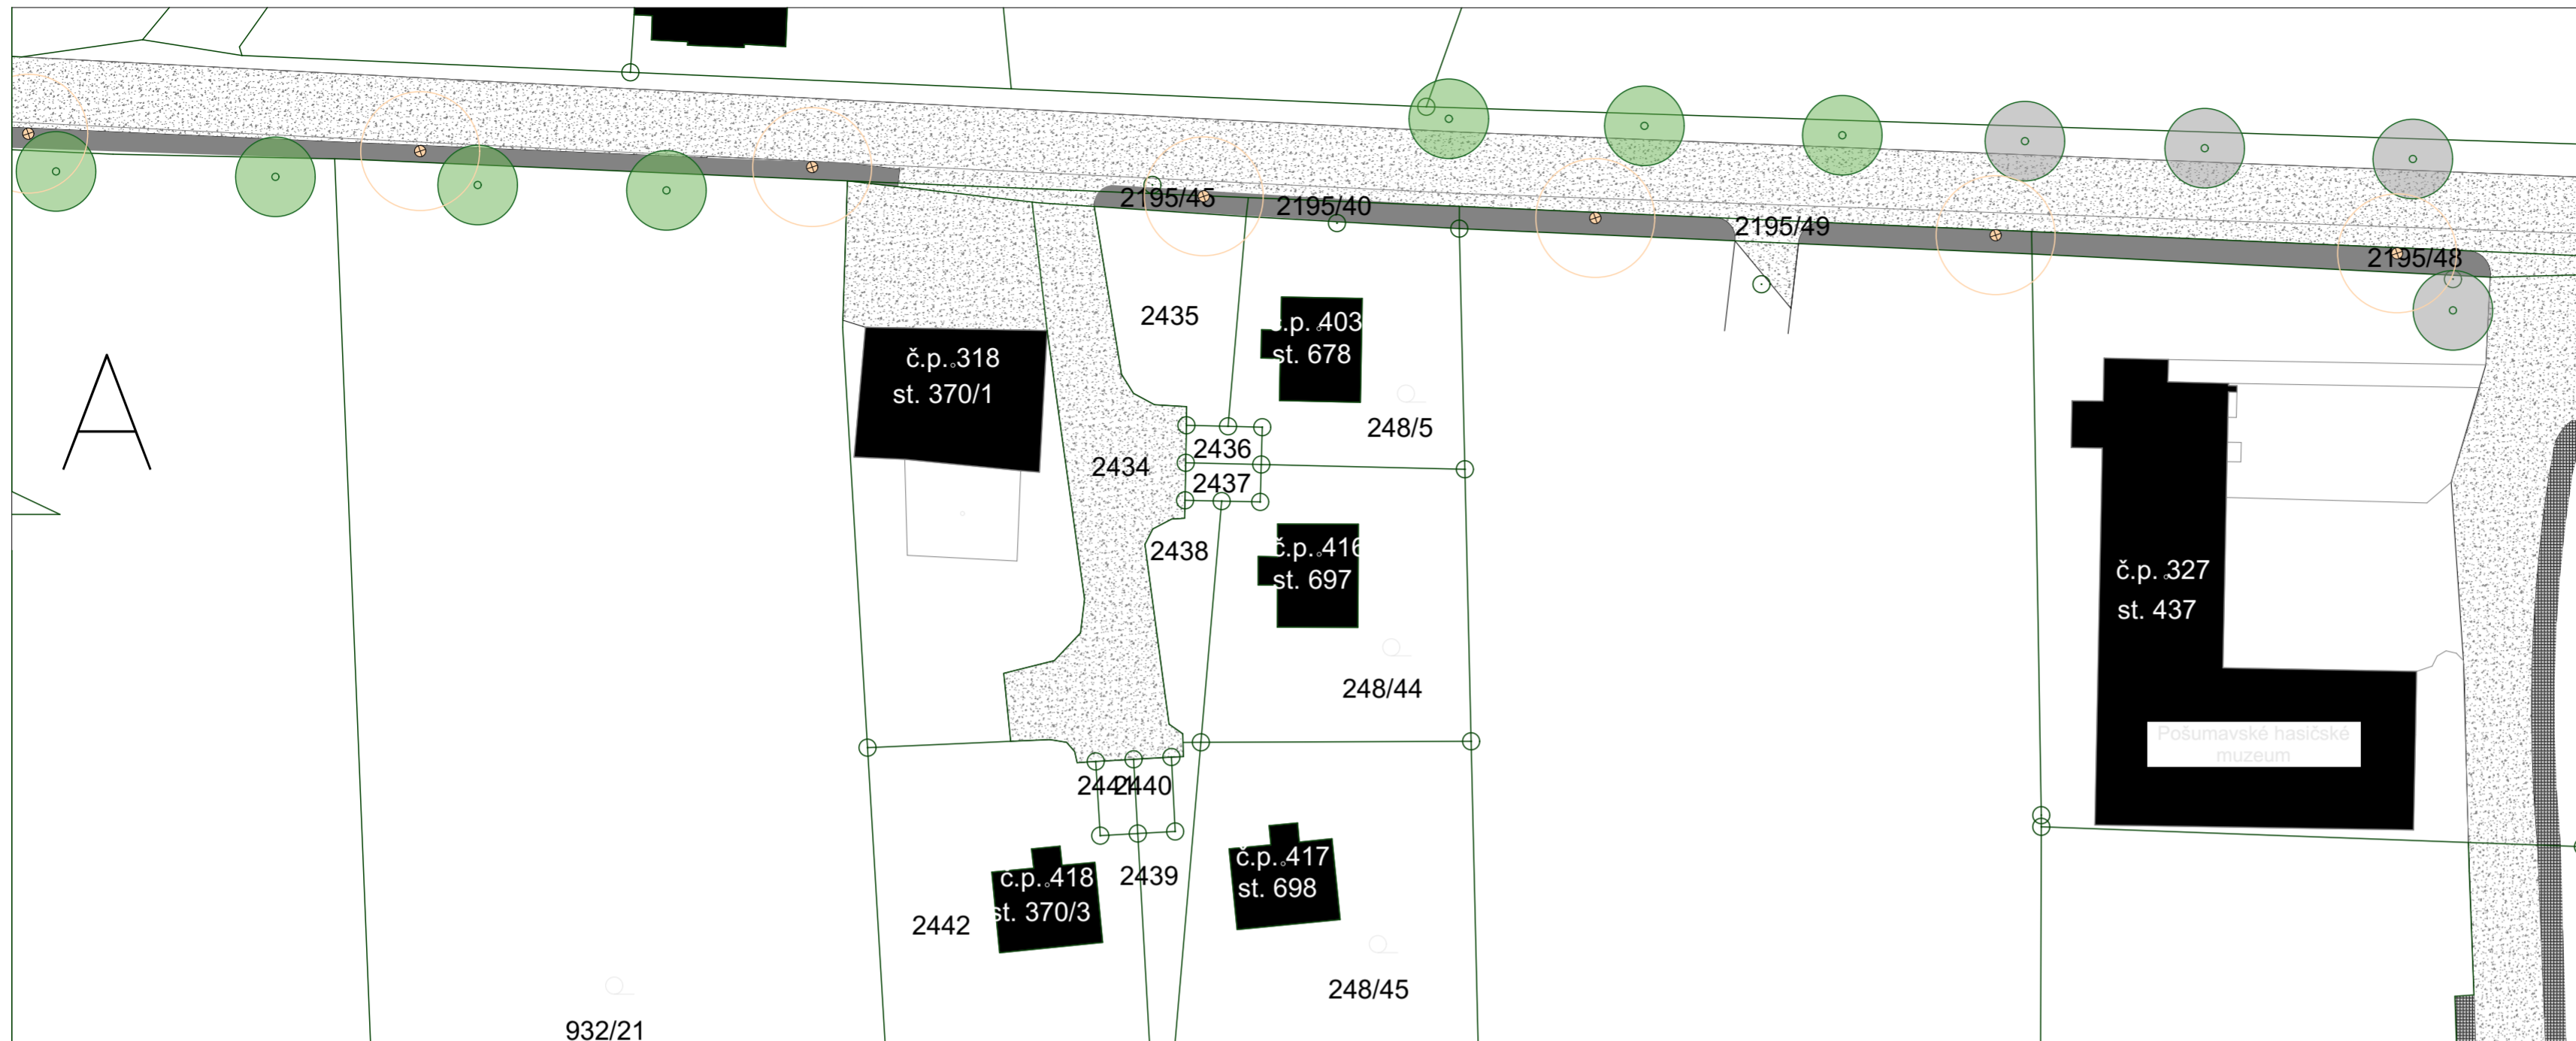 2195/45
2195/40
2195/49
2195/48
2435
č.p. 403
st. 678
č.p. 318
st. 370/1
A
248/5
2436
2434
2437
2438
č.p. 416
st. 697
č.p. 327
st. 437
248/44
Pošumavské hasičské
muzeum
2441
2440
č.p. 417
st. 698
č.p. 418
st. 370/3
2439
2442
248/45
932/21